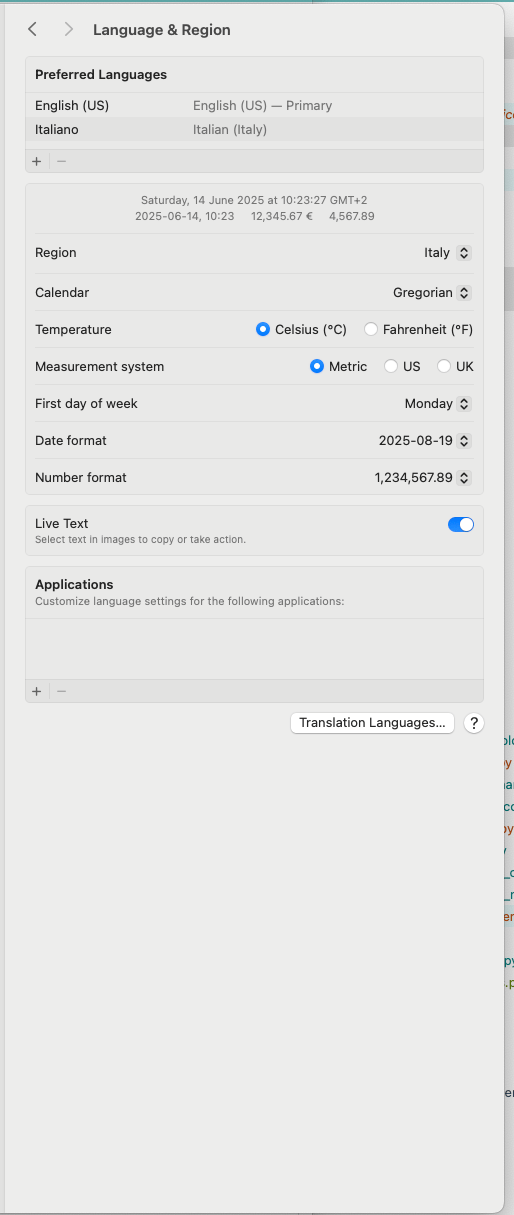 Language & Region
Preferred Languages
English (US) English (US) — Primary
Italiano Italian (Italy)
+ −
Saturday, 14 June 2025 at 10:23:27 GMT+2
2025-06-14, 10:23 12,345.67 € 4,567.89
Region Italy
Calendar Gregorian
Temperature Celsius (°C) Fahrenheit (°F)
Measurement system Metric US UK
First day of week Monday
Date format 2025-08-19
Number format 1,234,567.89
Live Text
Select text in images to copy or take action.
Applications
Customize language settings for the following applications:
+ −
Translation Languages... ?